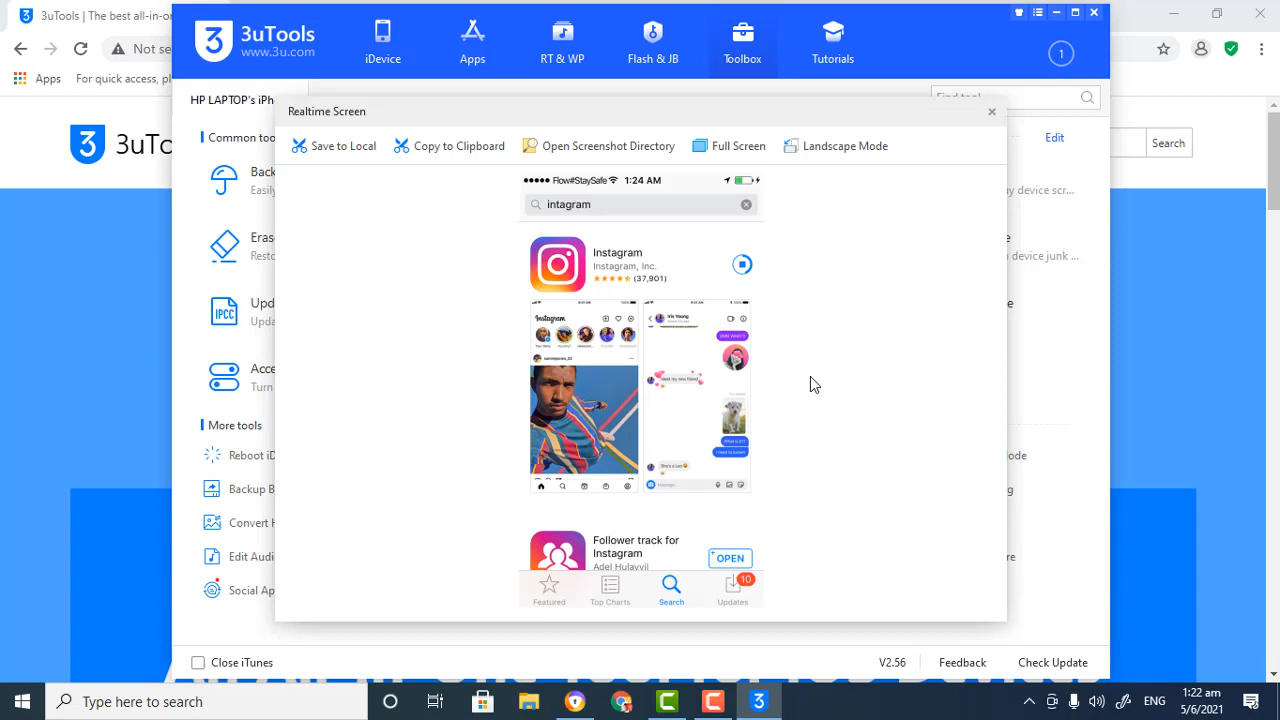 3uTools | The best all-in-o
3uTools
www.3u.com
iDevice
Apps
RT & WP
Flash & JB
Toolbox
Tutorials
1
Not se
Apps
For quick access, p
HP LAPTOP's iPh
Realtime Screen
Save to Local
Copy to Clipboard
Open Screenshot Directory
Full Screen
Landscape Mode
Edit
Search
3uTo
Common too
Back
Easily
y device scr...
Eras
Resto
e
u device junk ...
IPCC
Upd
Upda
Acce
Turn
More tools
Reboot iD
Backup B
Convert H
Edit Audi
Social Ap
Flow#StaySafe
1:24 AM
intagram
Instagram
Instagram, Inc.
(37,901)
Instagram
Follower track for
Instagram
OPEN
Featured
Top Charts
Search
Updates
10
Close iTunes
V2.56
Feedback
Check Update
Type here to search
ENG
1:22 am
5/6/2021